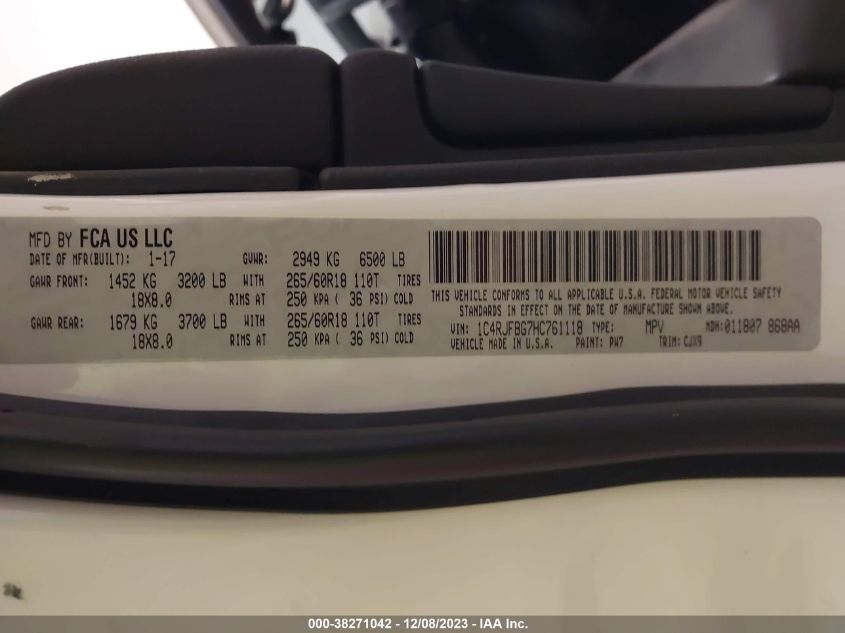 MFD BY FCA US LLC
DATE OF MFR(BUILT): 1-17 GVWR: 2949 KG 6500 LB
GAWR FRONT: 1452 KG 3200 LB WITH 265/60R18 110T TIRES
18X8.0 RIMS AT 250 KPA ( 36 PSI) COLD
GAWR REAR: 1679 KG 3700 LB WITH 265/60R18 110T TIRES
18X8.0 RIMS AT 250 KPA ( 36 PSI) COLD
THIS VEHICLE CONFORMS TO ALL APPLICABLE U.S.A. FEDERAL MOTOR VEHICLE SAFETY
STANDARDS IN EFFECT ON THE DATE OF MANUFACTURE SHOWN ABOVE.
VIN: 1C4RJFBG7HC761118 TYPE: MPV MDH:011807 868AA
VEHICLE MADE IN U.S.A. PAINT: PW7 TRIM: CJX9
000-38271042 - 12/08/2023 - IAA Inc.